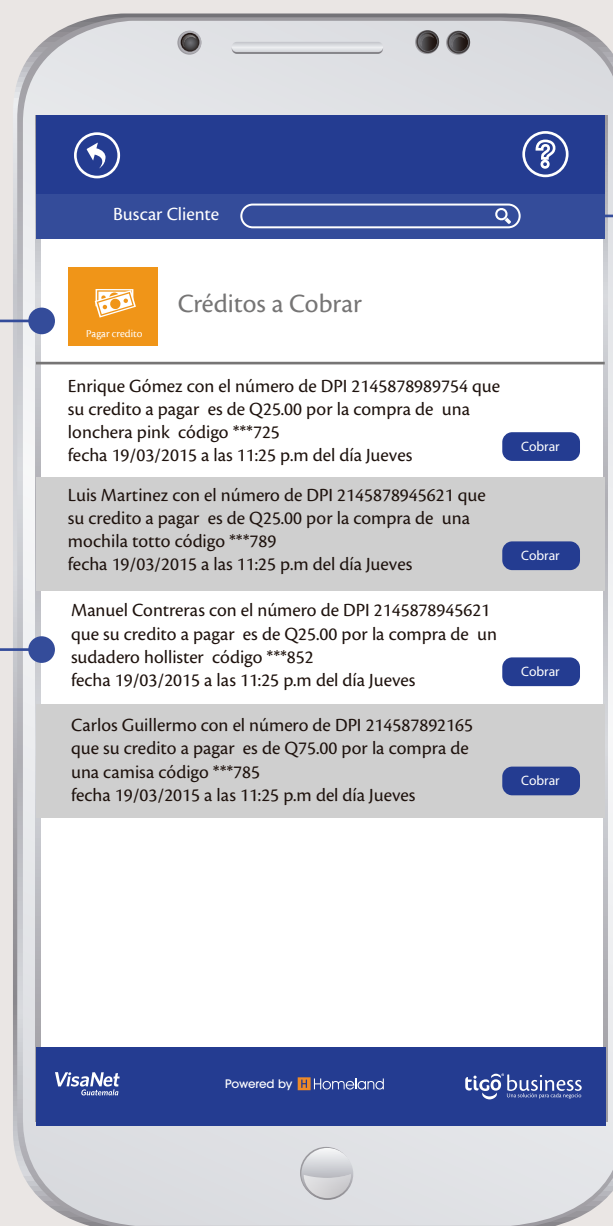 Buscar Cliente
Pagar credito
Créditos a Cobrar
Enrique Gómez con el número de DPI 2145878989754 que
su credito a pagar es de Q25.00 por la compra de una
lonchera pink código ***725
fecha 19/03/2015 a las 11:25 p.m del día Jueves
Cobrar
Luis Martinez con el número de DPI 2145878945621 que
su credito a pagar es de Q25.00 por la compra de una
mochila totto código ***789
fecha 19/03/2015 a las 11:25 p.m del día Jueves
Cobrar
Manuel Contreras con el número de DPI 2145878945621
que su credito a pagar es de Q25.00 por la compra de un
sudadero hollister código ***852
fecha 19/03/2015 a las 11:25 p.m del día Jueves
Cobrar
Carlos Guillermo con el número de DPI 214587892165
que su credito a pagar es de Q75.00 por la compra de
una camisa código ***785
fecha 19/03/2015 a las 11:25 p.m del día Jueves
Cobrar
VisaNet
Guatemala
Powered by H Homeland
tigô business
Una solución para cada negocio